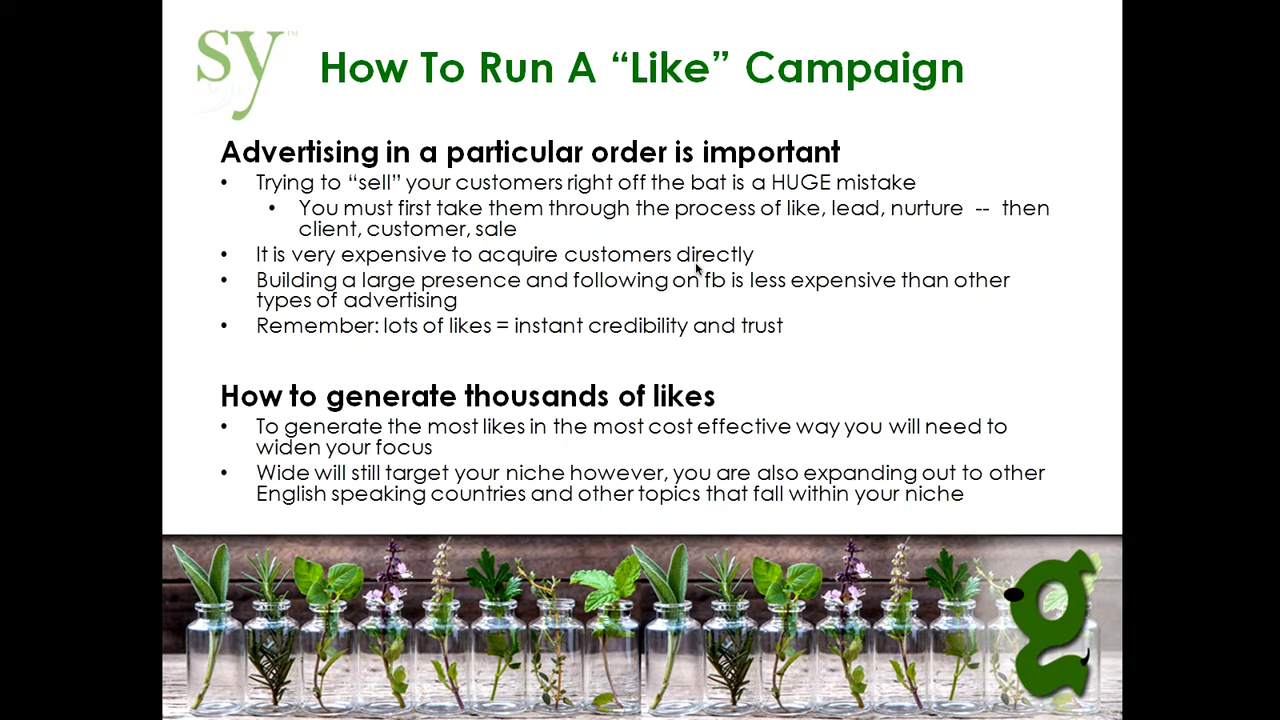 sy™
How To Run A “Like” Campaign
Advertising in a particular order is important
• Trying to “sell” your customers right off the bat is a HUGE mistake
• You must first take them through the process of like, lead, nurture -- then
client, customer, sale
• It is very expensive to acquire customers directly
• Building a large presence and following on fb is less expensive than other
types of advertising
• Remember: lots of likes = instant credibility and trust
How to generate thousands of likes
• To generate the most likes in the most cost effective way you will need to
widen your focus
• Wide will still target your niche however, you are also expanding out to other
English speaking countries and other topics that fall within your niche
g